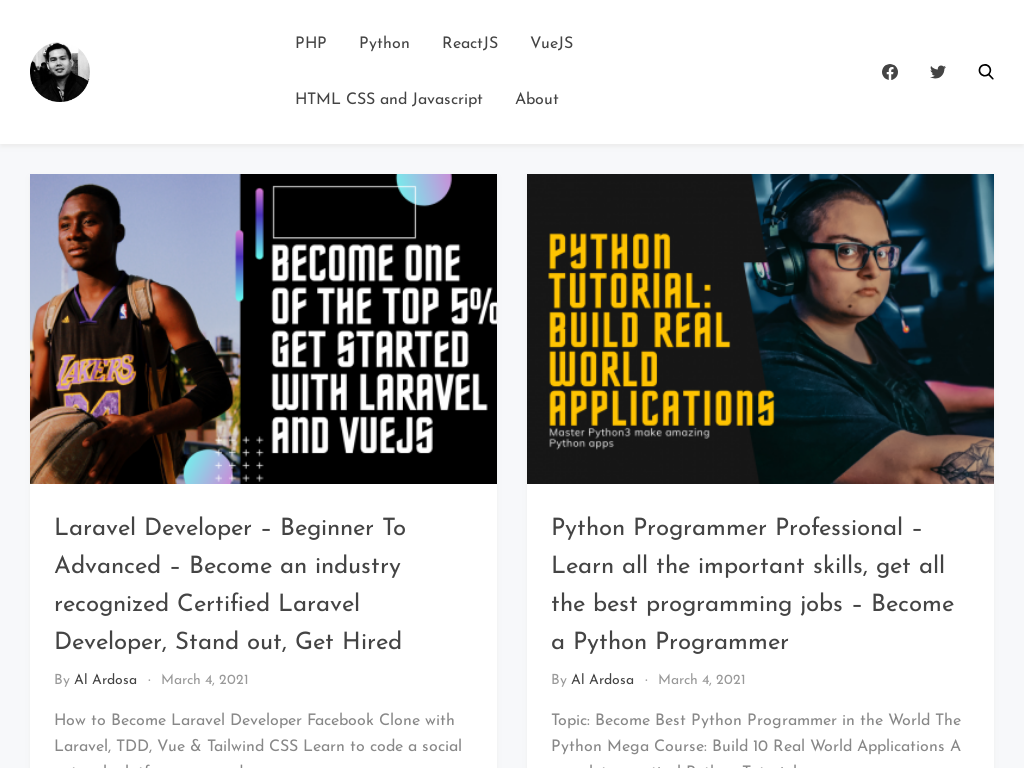 PHP Python ReactJS VueJS
HTML CSS and Javascript About
BECOME ONE
OF THE TOP 5%
GET STARTED
WITH LARAVEL
AND VUEJS
LAKERS
24
PYTHON
TUTORIAL:
BUILD REAL
WORLD
APPLICATIONS
Master Python3 make amazing
Python apps
Laravel Developer – Beginner To
Advanced – Become an industry
recognized Certified Laravel
Developer, Stand out, Get Hired
By Al Ardosa · March 4, 2021
How to Become Laravel Developer Facebook Clone with
Laravel, TDD, Vue & Tailwind CSS Learn to code a social
Python Programmer Professional –
Learn all the important skills, get all
the best programming jobs – Become
a Python Programmer
By Al Ardosa · March 4, 2021
Topic: Become Best Python Programmer in the World The
Python Mega Course: Build 10 Real World Applications A